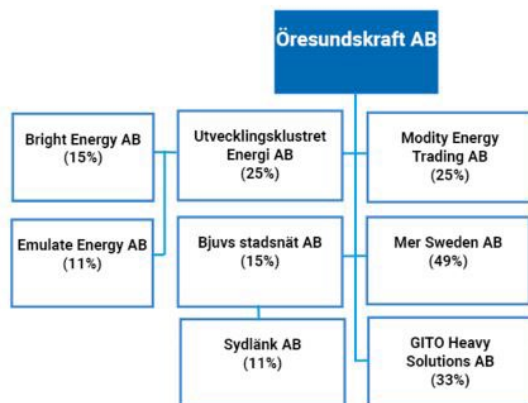 Öresundskraft AB
Bright Energy AB
(15%)
Utvecklingsklustret
Energi AB
(25%)
Modity Energy
Trading AB
(25%)
Emulate Energy AB
(11%)
Bjuvs stadsnät AB
(15%)
Mer Sweden AB
(49%)
Sydlänk AB
(11%)
GITO Heavy
Solutions AB
(33%)